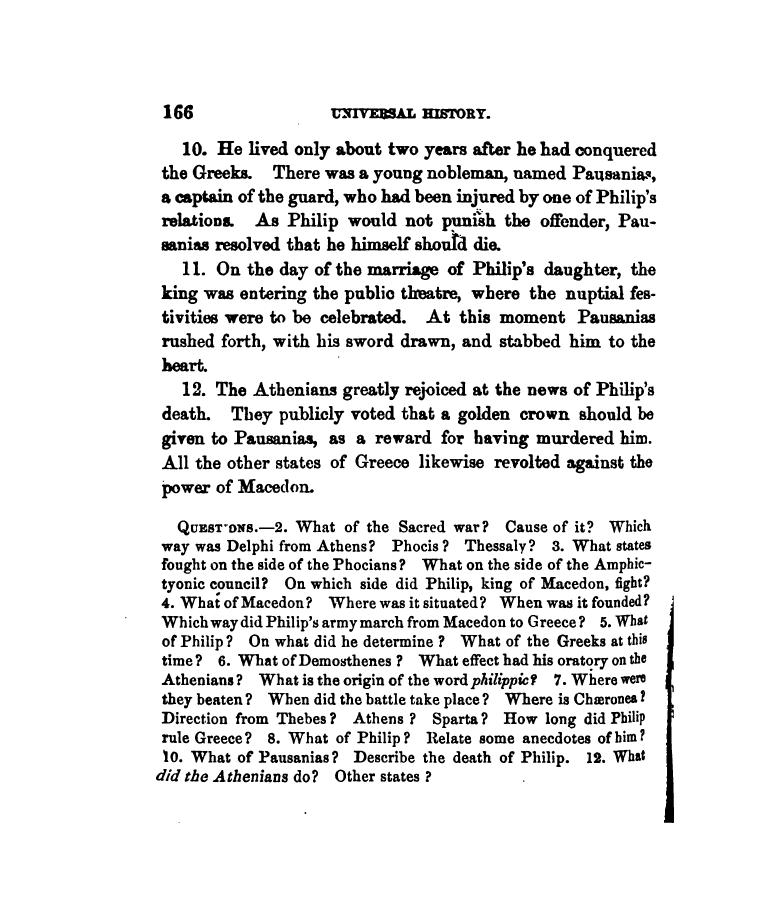 166 UNIVERSAL HISTORY.
10. He lived only about two years after he had conquered
the Greeks. There was a young nobleman, named Pausanias,
a captain of the guard, who had been injured by one of Philip's
relations. As Philip would not punish the offender, Pau-
sanias resolved that he himself should die.
11. On the day of the marriage of Philip's daughter, the
king was entering the public theatre, where the nuptial fes-
tivities were to be celebrated. At this moment Pausanias
rushed forth, with his sword drawn, and stabbed him to the
heart.
12. The Athenians greatly rejoiced at the news of Philip's
death. They publicly voted that a golden crown should be
given to Pausanias, as a reward for having murdered him.
All the other states of Greece likewise revolted against the
power of Macedon.
QUESTIONS.—2. What of the Sacred war? Cause of it? Which
way was Delphi from Athens? Phocis? Thessaly? 3. What states
fought on the side of the Phocians? What on the side of the Amphic-
tyonic council? On which side did Philip, king of Macedon, fight?
4. What of Macedon? Where was it situated? When was it founded?
Which way did Philip's army march from Macedon to Greece? 5. What
of Philip? On what did he determine? What of the Greeks at this
time? 6. What of Demosthenes? What effect had his oratory on the
Athenians? What is the origin of the word philippic? 7. Where were
they beaten? When did the battle take place? Where is Chæronea?
Direction from Thebes? Athens? Sparta? How long did Philip
rule Greece? 8. What of Philip? Relate some anecdotes of him?
10. What of Pausanias? Describe the death of Philip. 12. What
did the Athenians do? Other states?